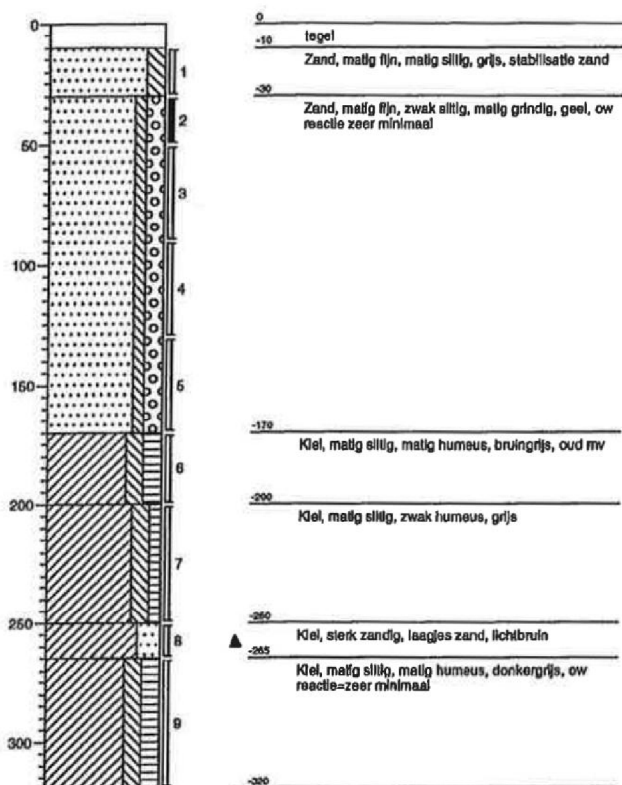 0
0
tegel
-10
Zand, matig fijn, matig siltig, grijs, stabilisatie zand
1
-30
Zand, matig fijn, zwak siltig, matig grindig, geel, ow
reactie zeer minimaal
2
50
3
100
4
150
5
-170
Klei, matig siltig, matig humeus, bruingrijs, oud mv
6
200
-200
Klei, matig siltig, zwak humeus, grijs
7
250
-250
Klei, sterk zandig, laagjes zand, lichtbruin
8
-265
Klei, matig siltig, matig humeus, donkergrijs, ow
reactie=zeer minimaal
9
300
-320